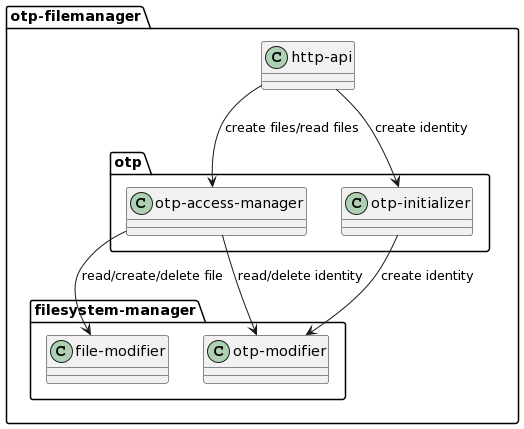 otp-filemanager
C http-api
create files/read files
create identity
otp
C otp-access-manager
C otp-initializer
read/create/delete file
read/delete identity
create identity
filesystem-manager
C file-modifier
C otp-modifier